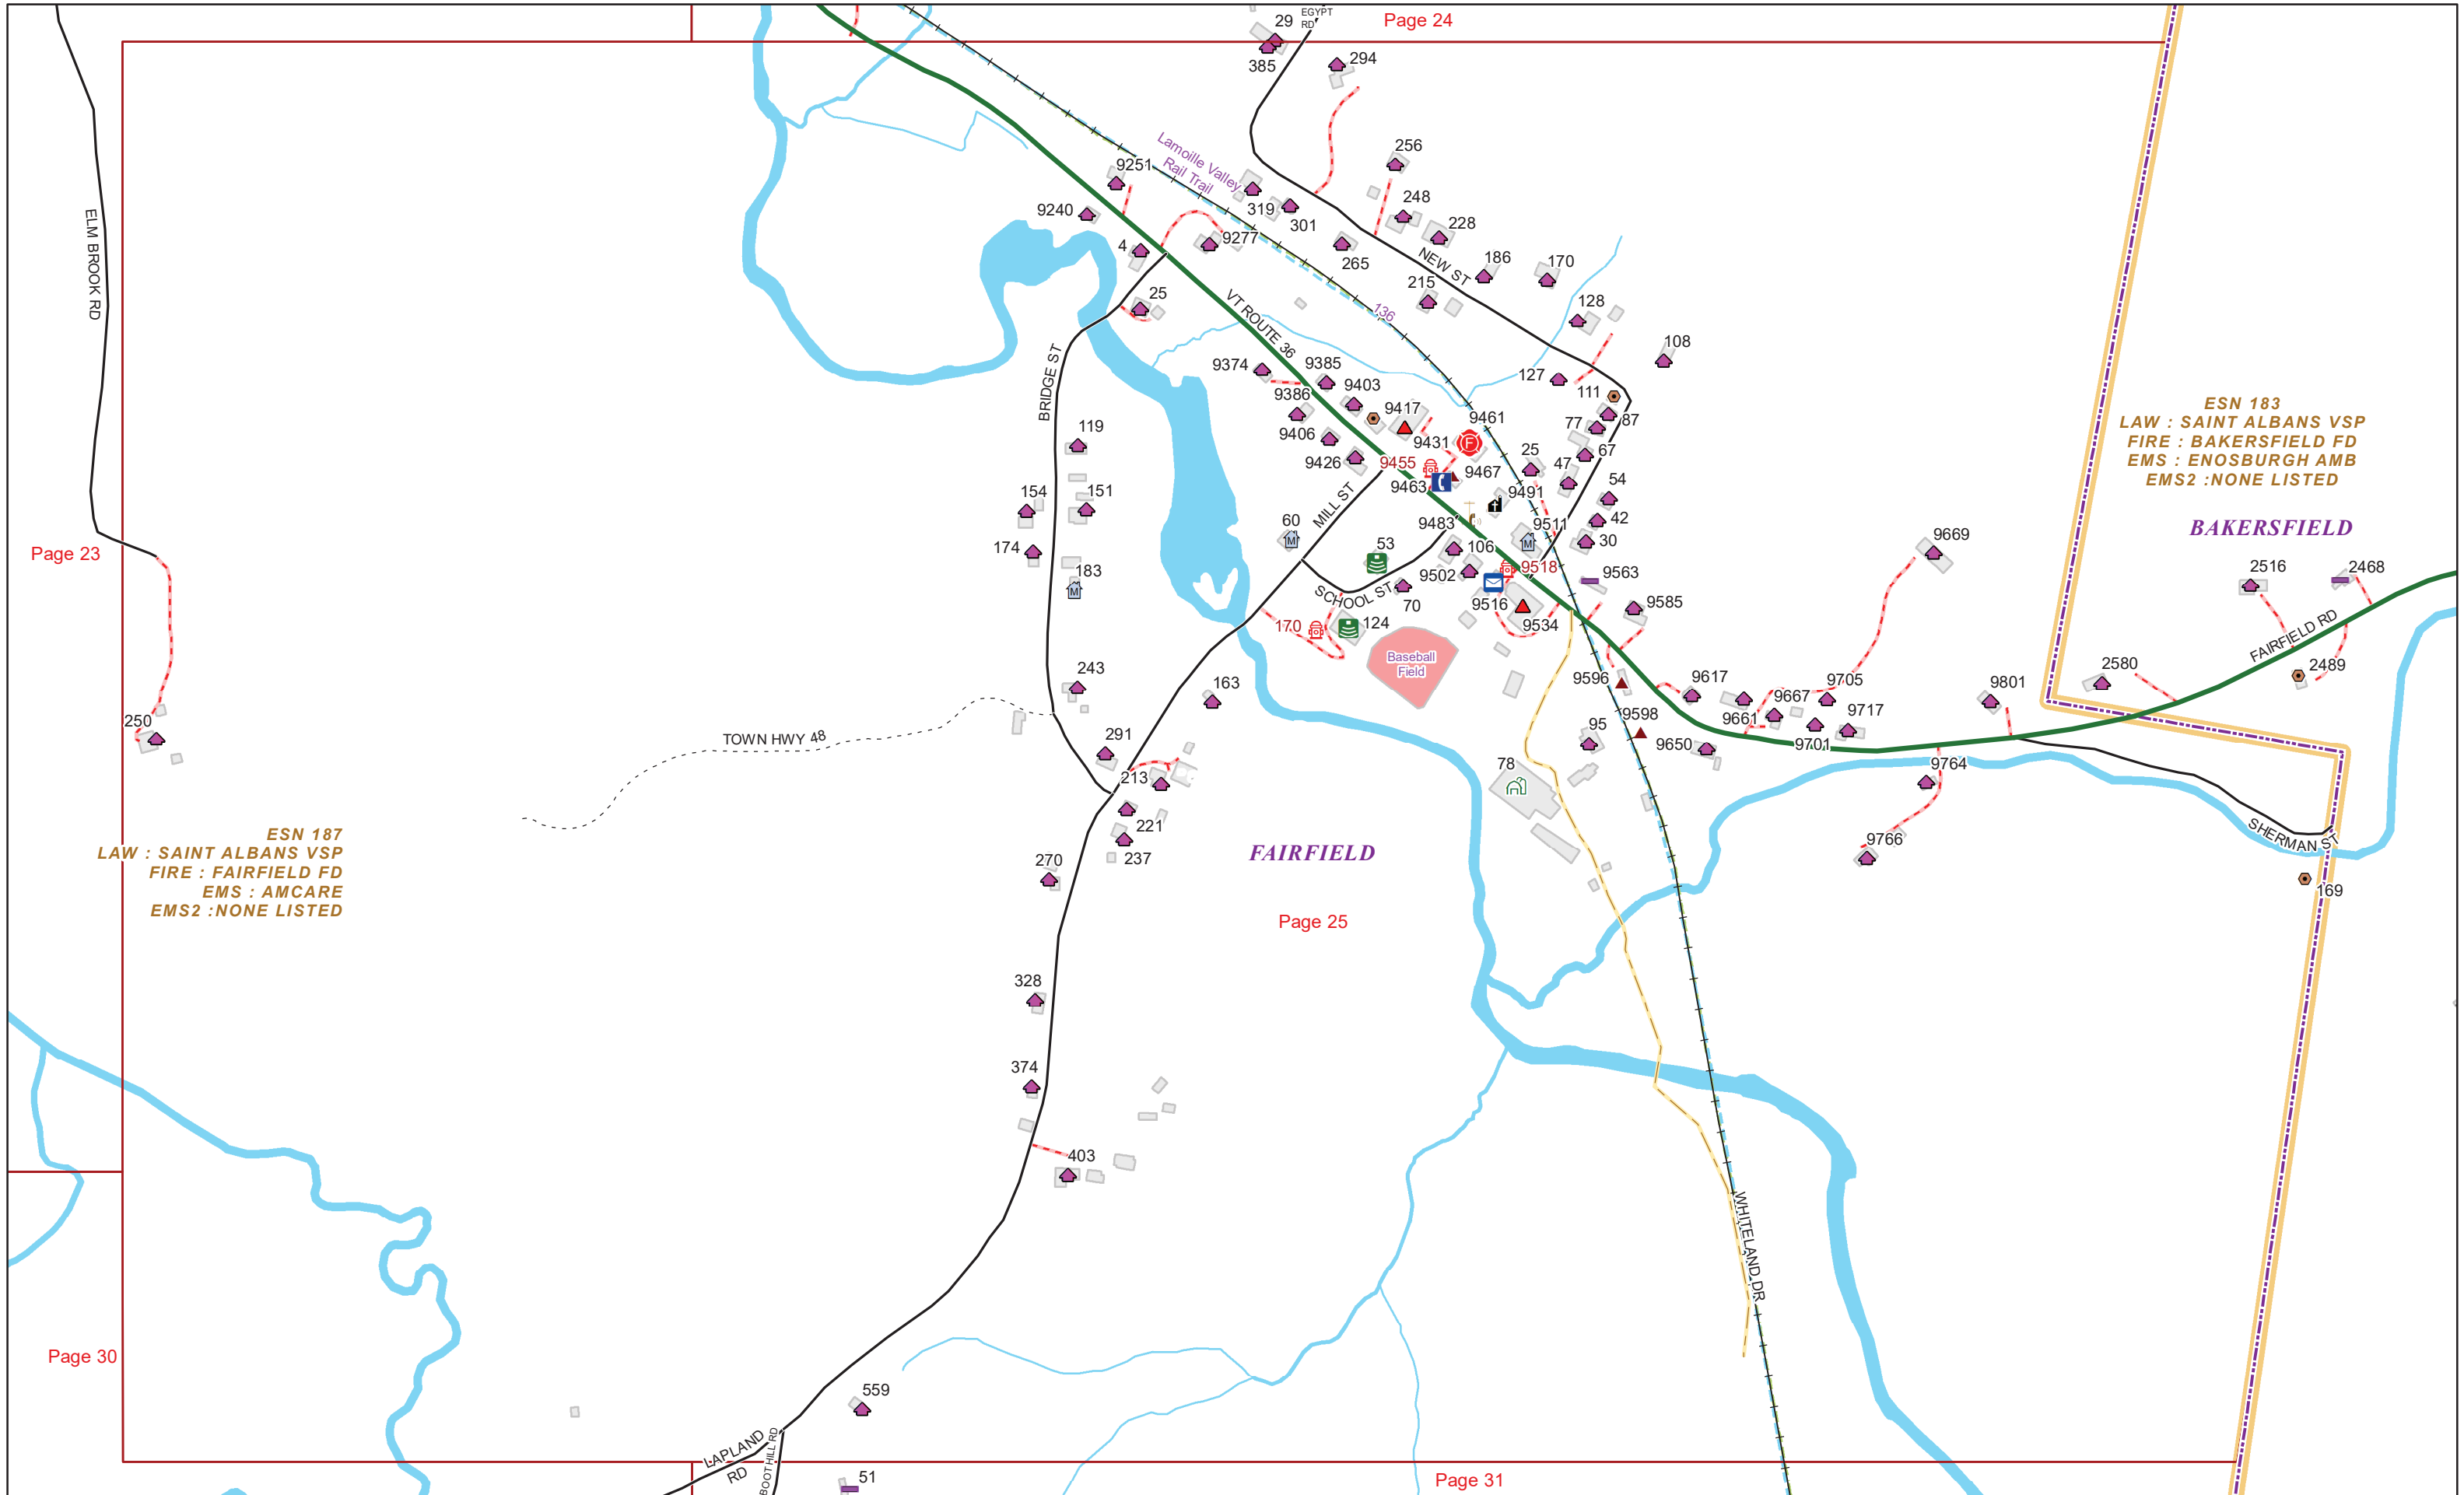 Page 24
29
EGYPT
RD
385
294
256
9251
Lamoille Valley
Rail Trail
248
9240
319
301
228
4
9277
265
NEW ST
186
170
215
25
VT ROUTE 36
136
128
ELM BROOK RD
BRIDGE ST
9374
9385
108
127
9386
9403
111
9417
9461
87
77
119
9406
9431
F
9426
9455
9467
25
47
67
9463
54
154
151
MILL ST
9491
60
9483
9511
42
174
53
106
30
M
M
183
M
9502
9518
9563
SCHOOL ST
70
9516
9585
170
124
9534
Baseball
Field
ESN 183
LAW : SAINT ALBANS VSP
FIRE : BAKERSFIELD FD
EMS : ENOSBURGH AMB
EMS2 :NONE LISTED
BAKERSFIELD
Page 23
9669
2516
2468
FAIRFIELD RD
2580
2489
250
243
163
9596
9617
9705
9667
9801
TOWN HWY 48
291
95
9598
9661
9717
9650
9701
213
78
9764
221
237
FAIRFIELD
SHERMAN ST
9766
ESN 187
LAW : SAINT ALBANS VSP
FIRE : FAIRFIELD FD
EMS : AMCARE
EMS2 :NONE LISTED
270
169
Page 25
328
374
403
WHITELAND DR
Page 30
559
LAPLAND
RD
BOOT HILL RD
51
Page 31